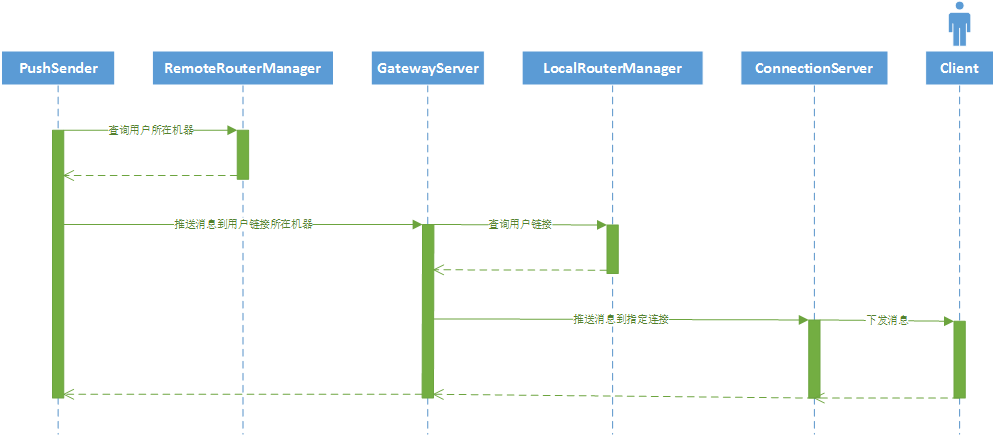 PushSender
RemoteRouterManager
GatewayServer
LocalRouterManager
ConnectionServer
Client
查询用户所在机器
推送消息到用户链接所在机器
查询用户链接
推送消息到指定连接
下发消息